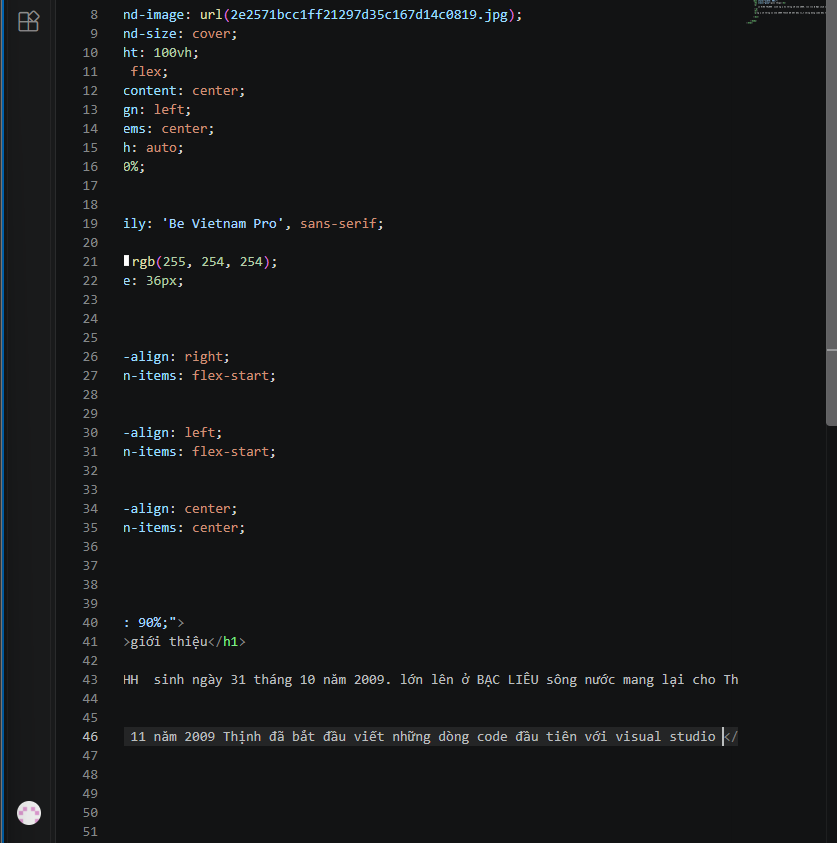 8 nd-image: url(2e2571bcc1ff21297d35c167d14c0819.jpg);
9 nd-size: cover;
10 ht: 100vh;
11 flex;
12 content: center;
13 gn: left;
14 ems: center;
15 h: auto;
16 0%;
17
18
19 ily: 'Be Vietnam Pro', sans-serif;
20
21 rgb(255, 254, 254);
22 e: 36px;
23
24
25
26 -align: right;
27 n-items: flex-start;
28
29
30 -align: left;
31 n-items: flex-start;
32
33
34 -align: center;
35 n-items: center;
36
37
38
39
40 : 90%;">
41 >giới thiệu</h1>
42
43 HH  sinh ngày 31 tháng 10 năm 2009. lớn lên ở BẠC LIÊU sông nước mang lại cho Th
44
45
46 11 năm 2009 Thịnh đã bắt đầu viết những dòng code đầu tiên với visual studio </
47
48
49
50
51